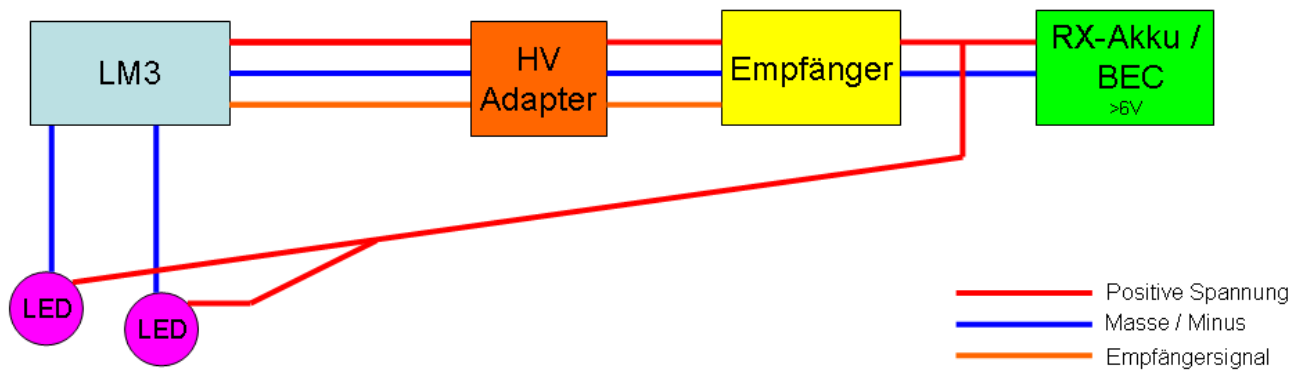 LM3
HV
Adapter
Empfänger
RX-Akku /
BEC
>6V
LED
LED
Positive Spannung
Masse / Minus
Empfängersignal